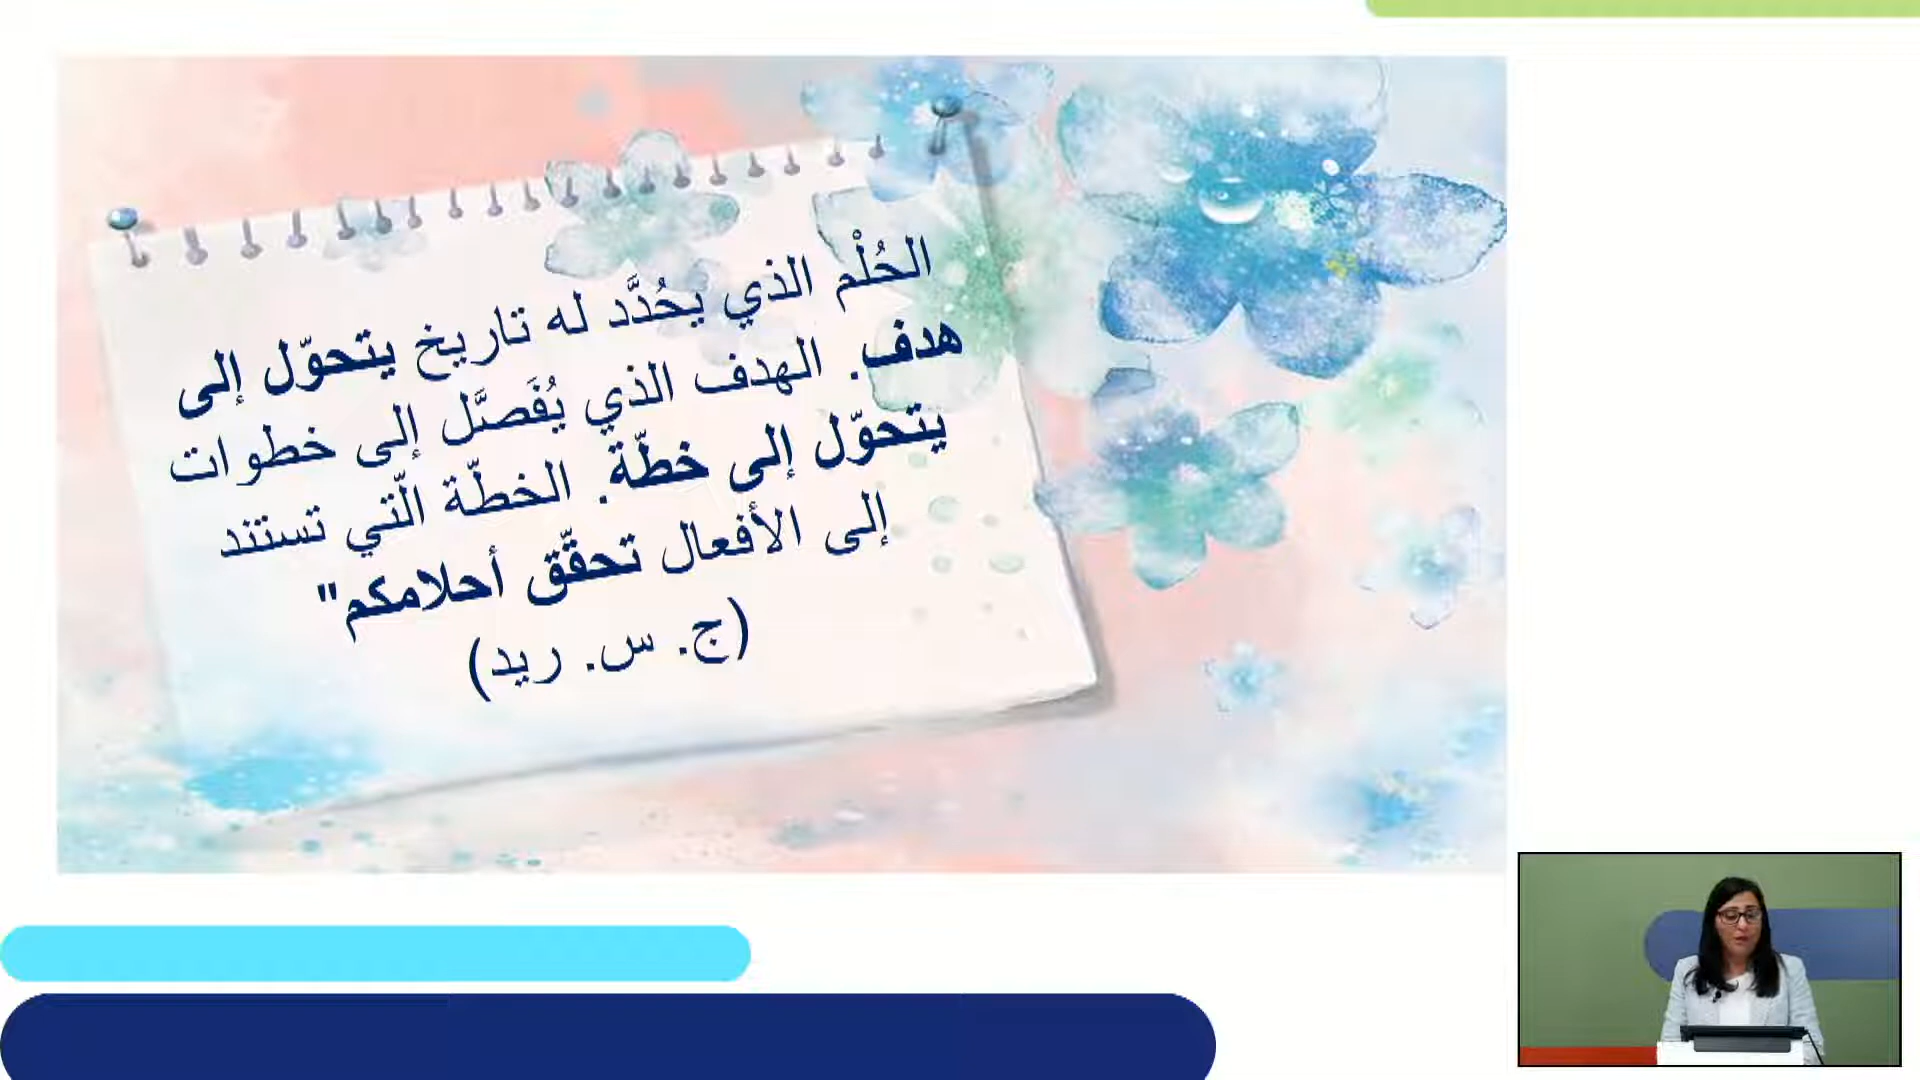 الحُلْم الذي يحُدَّد له تاريخ يتحوّل إلى
هدف. الهدف الذي يُفَصَّل إلى خطوات
يتحوّل إلى خطّة. الخطّة الّتي تستند
إلى الأفعال تحقّق أحلامكم"
(ج. س. ريد)